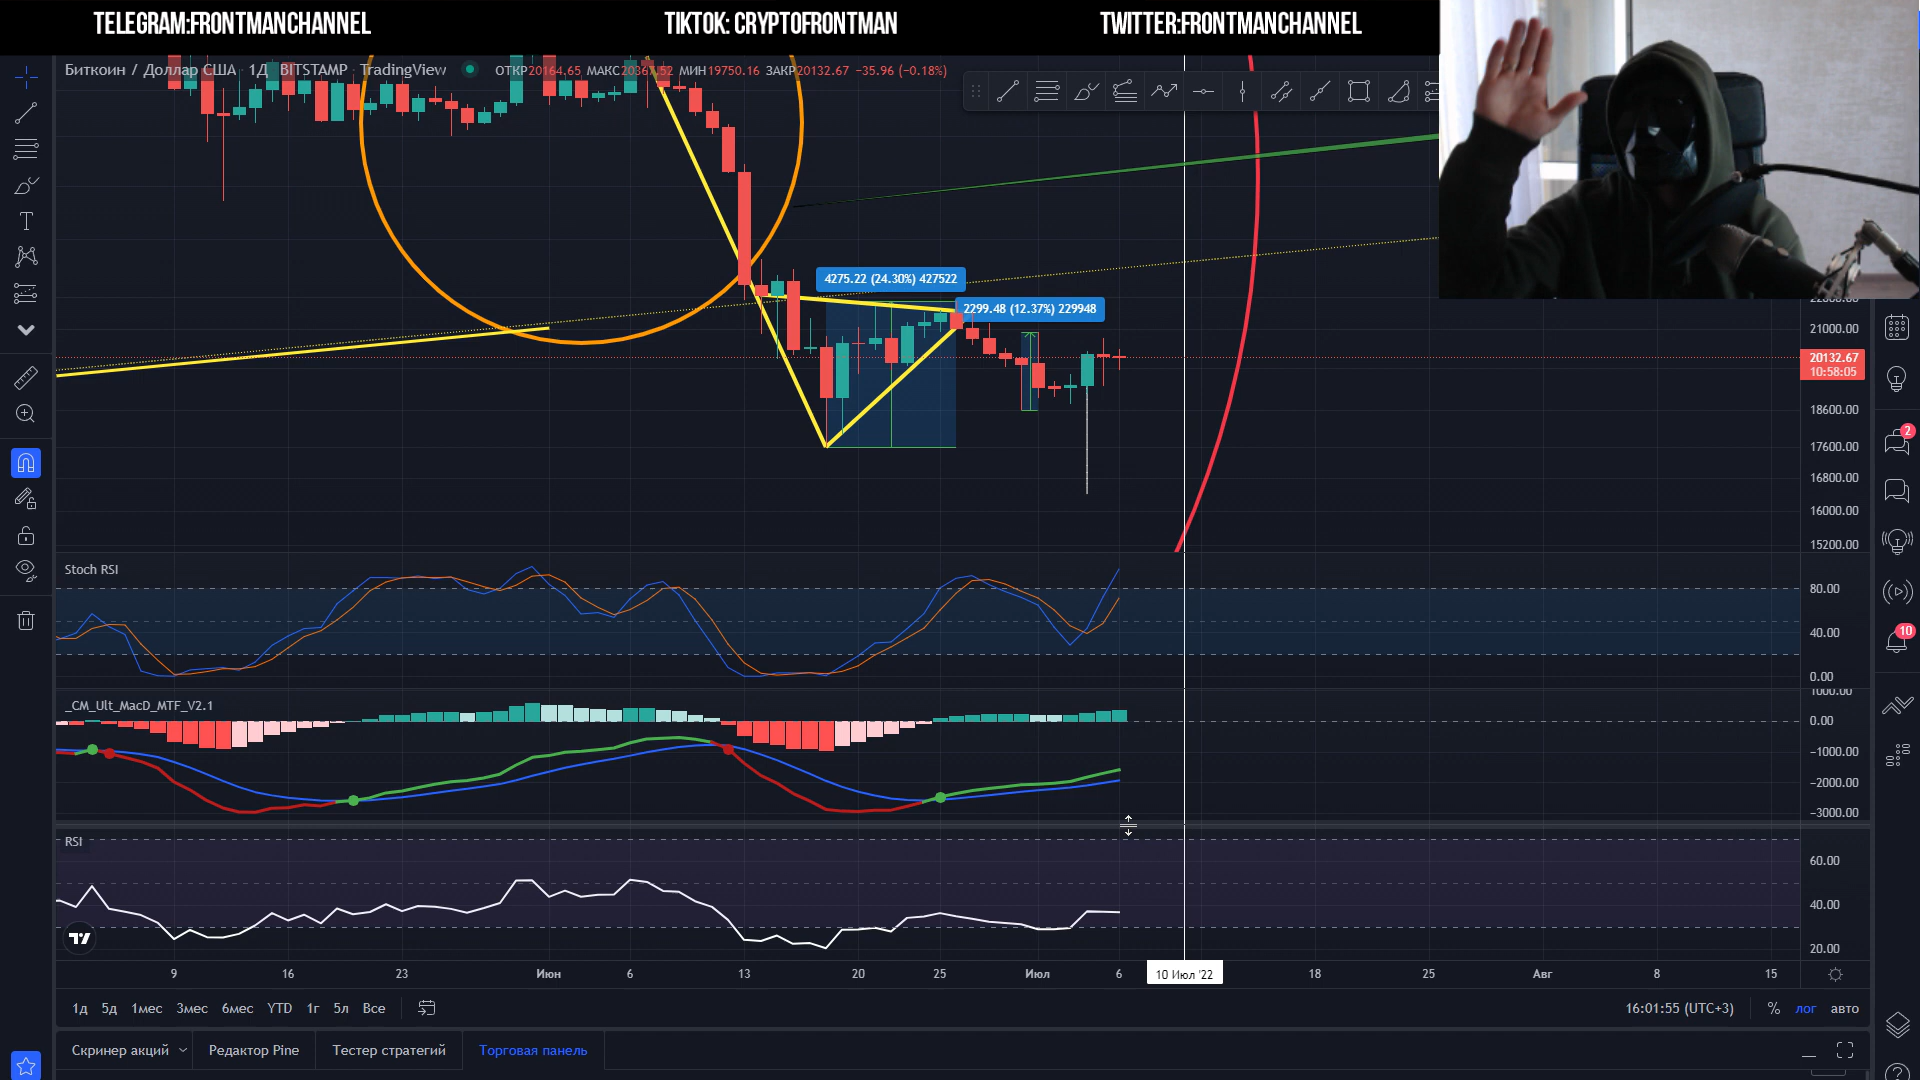 TELEGRAM:FRONTMANCHANNEL
TIKTOK: CRYPTOFRONTMAN
TWITTER:FRONTMANCHANNEL
Биткоин / Доллар США 1Д BITSTAMP TradingView
ОТКР20164.65 МАКС20367.52 МИН19750.16 ЗАКР20132.67 −35.96 (−0.18%)
4275.22 (24.30%) 427522
2299.48 (12.37%) 229948
21000.00
20132.67
10:58:05
18600.00
17600.00
16800.00
16000.00
15200.00
2
10
Stoch RSI
80.00
40.00
0.00
_CM_Ult_MacD_MTF_V2.1
1000.00
0.00
−1000.00
−2000.00
−3000.00
RSI
60.00
40.00
20.00
9 16 23 Июн 6 13 20 25 Июл 6 10 Июл '22 18 25 Авг 8 15
1д 5д 1мес 3мес 6мес YTD 1г 5л Все
16:01:55 (UTC+3) % лог авто
Скринер акций Редактор Pine Тестер стратегий Торговая панель